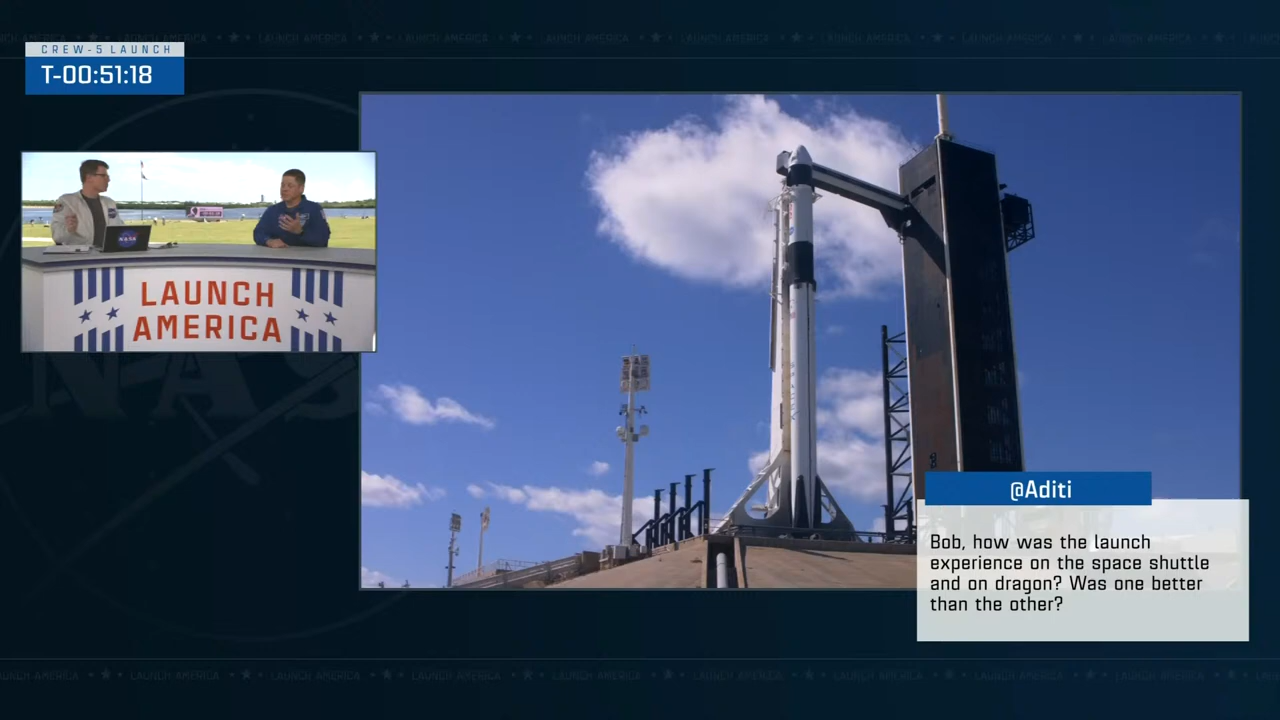 CREW-5 LAUNCH
T-00:51:18
NASA
LAUNCH
AMERICA
@Aditi
Bob, how was the launch
experience on the space shuttle
and on dragon? Was one better
than the other?